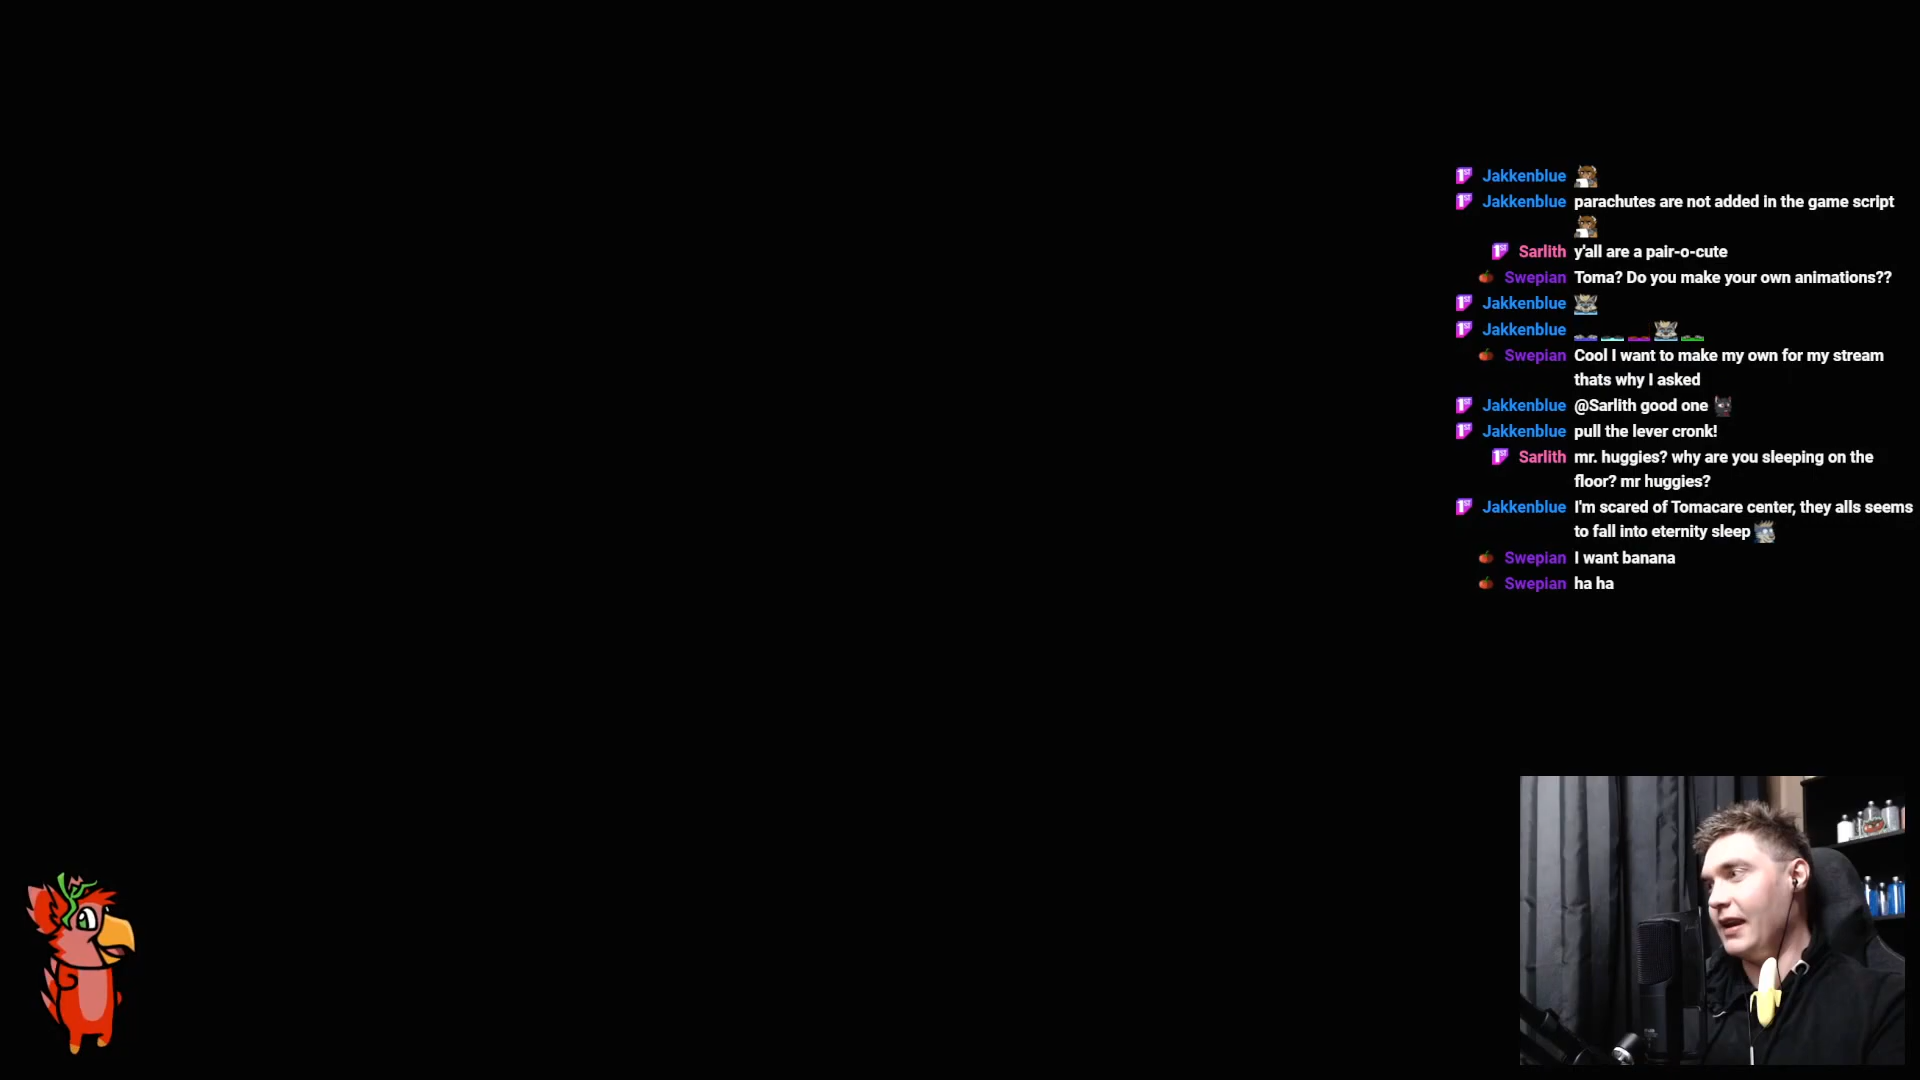 Jakkenblue
Jakkenblue parachutes are not added in the game script
Sarlith y'all are a pair-o-cute
Swepian Toma? Do you make your own animations??
Jakkenblue
Jakkenblue
Swepian Cool I want to make my own for my stream
thats why I asked
Jakkenblue @Sarlith good one
Jakkenblue pull the lever cronk!
Sarlith mr. huggies? why are you sleeping on the
floor? mr huggies?
Jakkenblue I'm scared of Tomacare center, they alls seems
to fall into eternity sleep
Swepian I want banana
Swepian ha ha